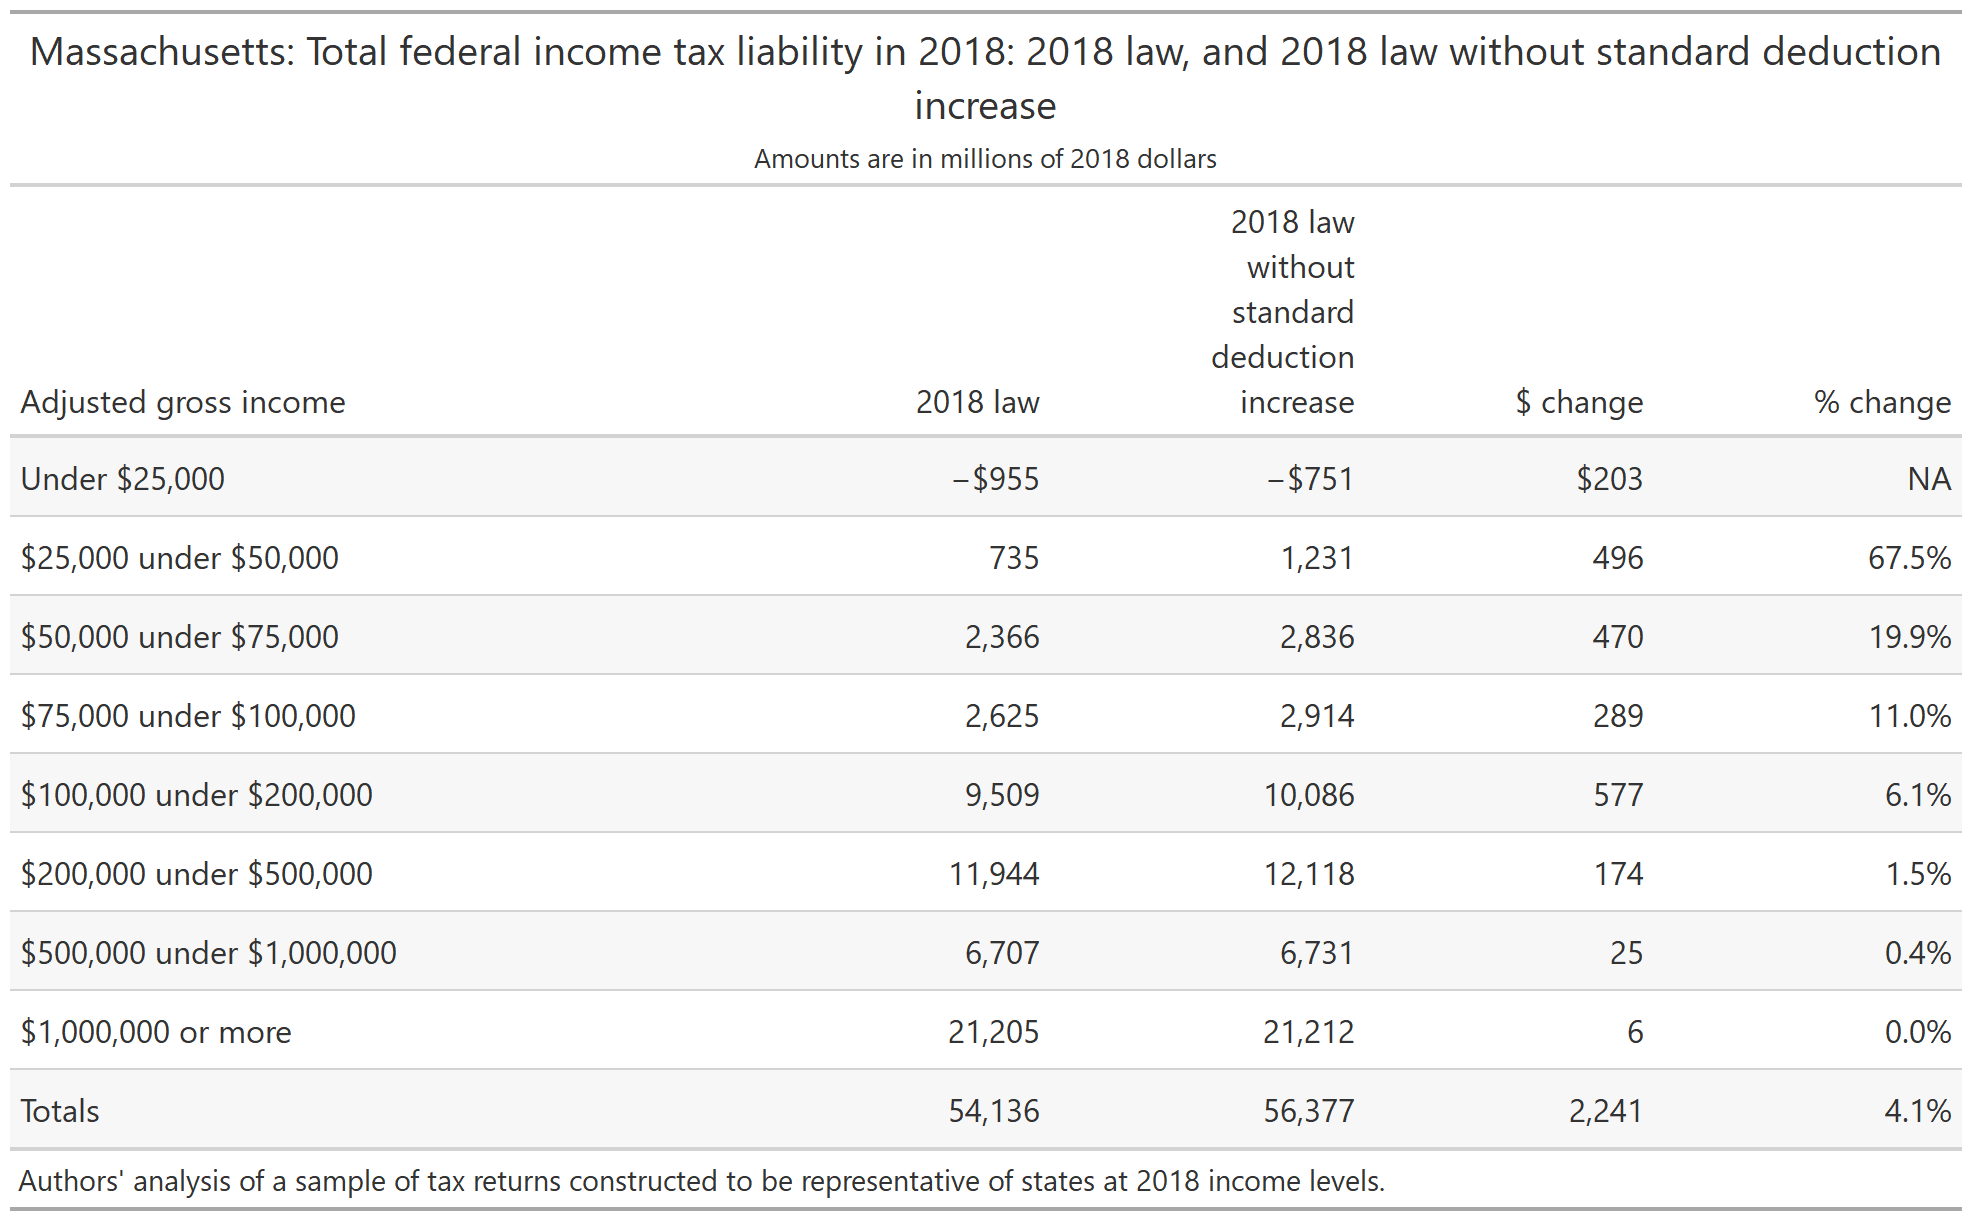 Massachusetts: Total federal income tax liability in 2018: 2018 law, and 2018 law without standard deduction
increase
Amounts are in millions of 2018 dollars
2018 law
without
standard
deduction
Adjusted gross income 2018 law increase $ change % change
Under $25,000 −$955 −$751 $203 NA
$25,000 under $50,000 735 1,231 496 67.5%
$50,000 under $75,000 2,366 2,836 470 19.9%
$75,000 under $100,000 2,625 2,914 289 11.0%
$100,000 under $200,000 9,509 10,086 577 6.1%
$200,000 under $500,000 11,944 12,118 174 1.5%
$500,000 under $1,000,000 6,707 6,731 25 0.4%
$1,000,000 or more 21,205 21,212 6 0.0%
Totals 54,136 56,377 2,241 4.1%
Authors' analysis of a sample of tax returns constructed to be representative of states at 2018 income levels.